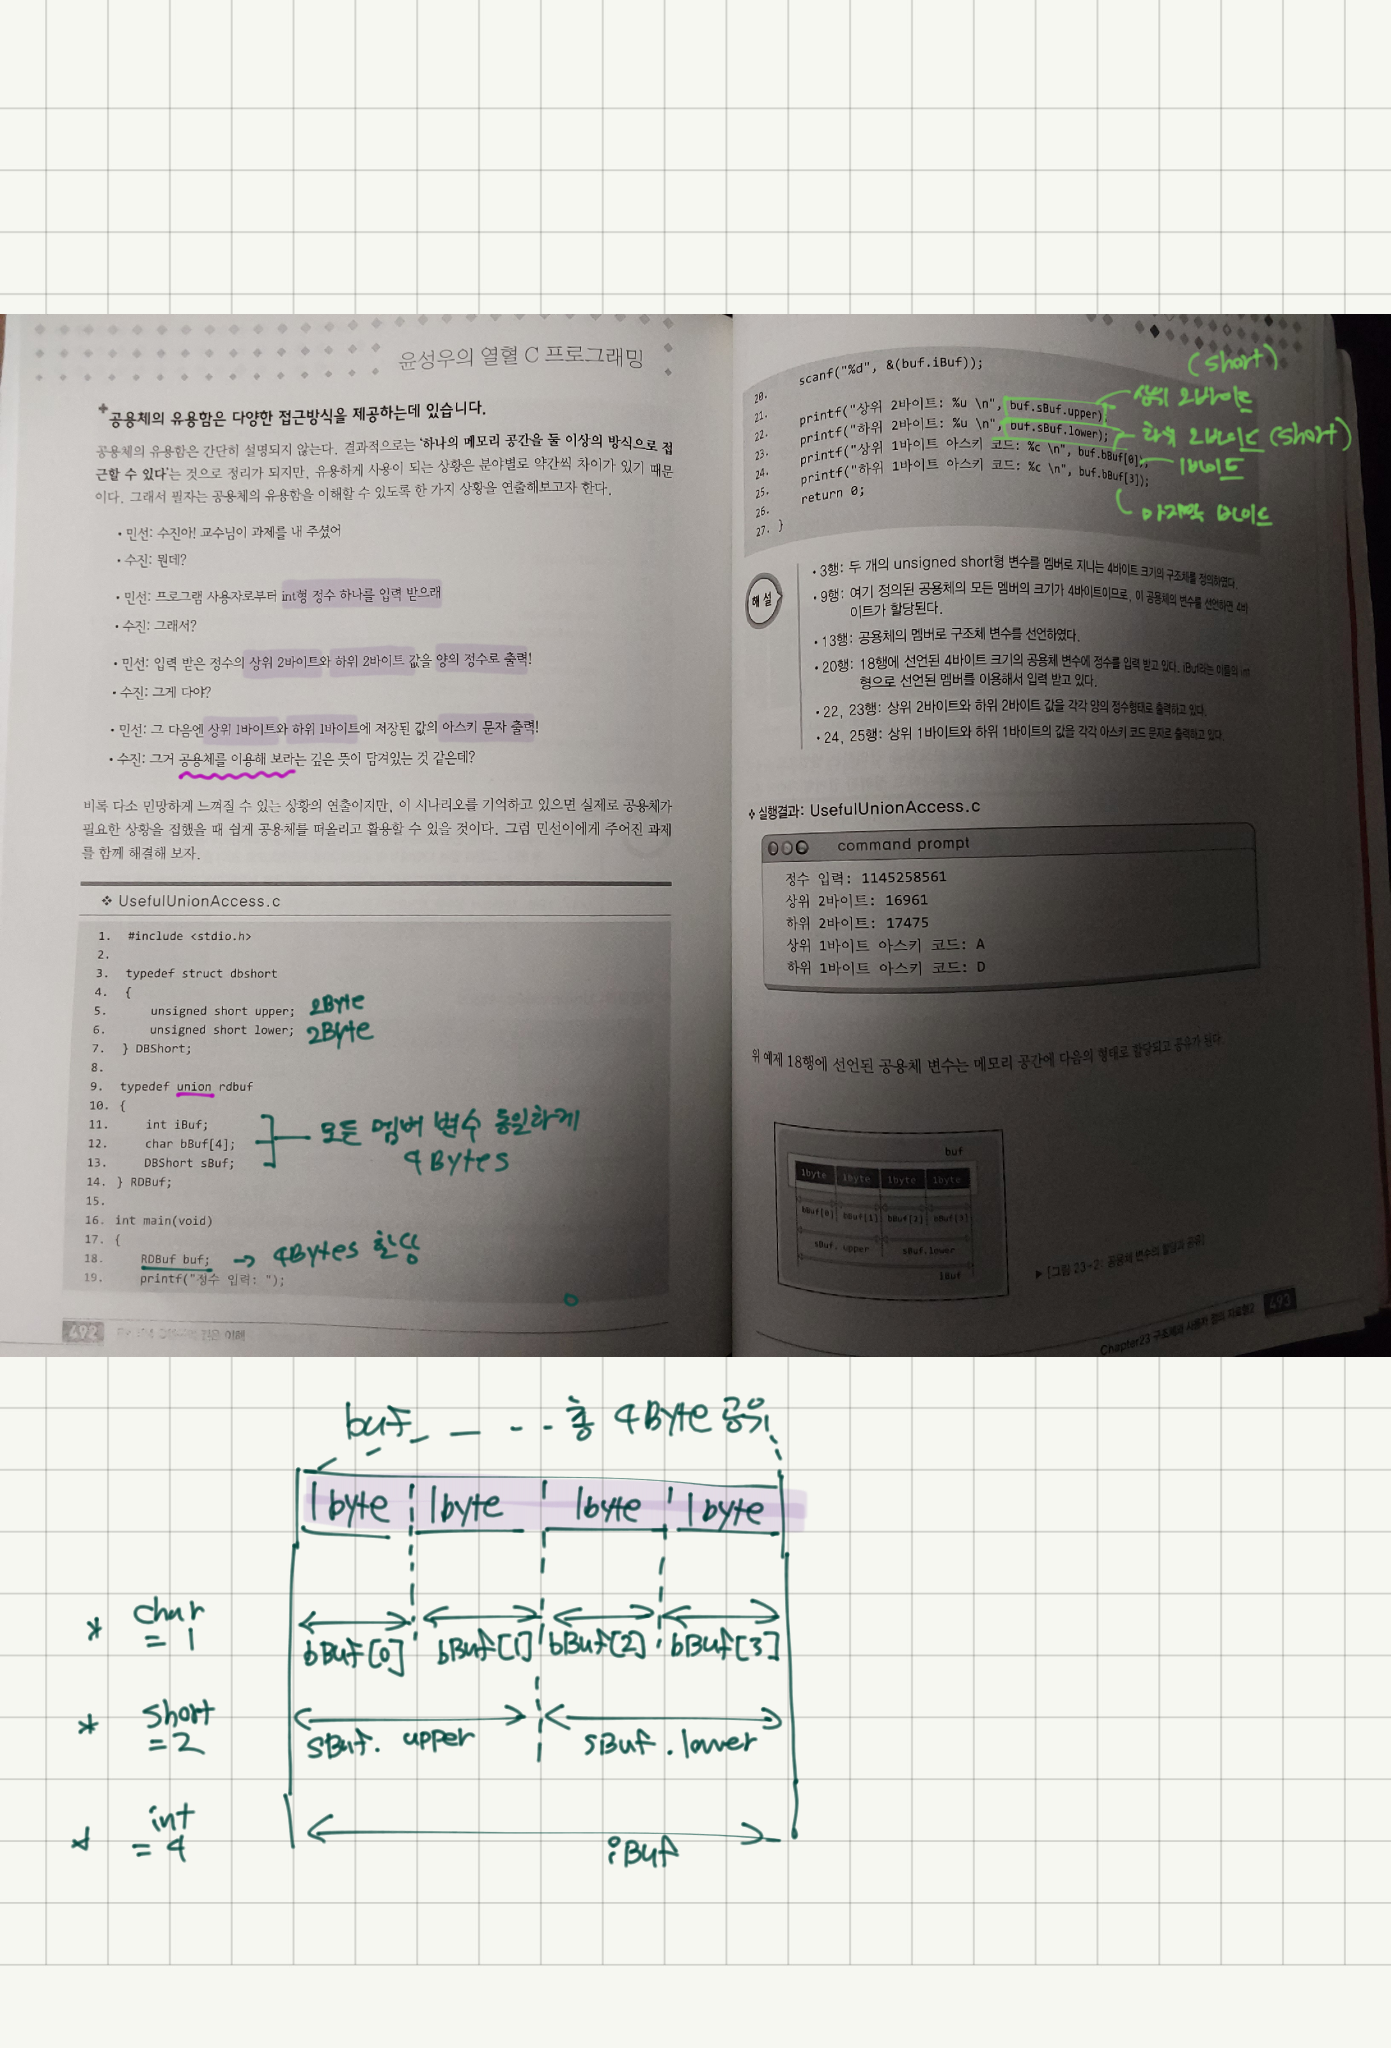 윤성우의 열혈 C 프로그래밍
공용체의 유용함은 다양한 접근방식을 제공하는데 있습니다.
공용체의 유용함은 간단히 설명되지 않는다. 결과적으로는 '하나의 메모리 공간을 둘 이상의 방식으로 접
근할 수 있다'는 것으로 정리가 되지만, 유용하게 사용이 되는 상황은 분야별로 약간씩 차이가 있기 때문
이다. 그래서 필자는 공용체의 유용함을 이해할 수 있도록 한 가지 상황을 연출해보고자 한다.
• 민선: 수진아! 교수님이 과제를 내 주셨어
• 수진: 뭔데?
• 민선: 프로그램 사용자로부터 int형 정수 하나를 입력 받으래
• 수진: 그래서?
• 민선: 입력 받은 정수의 상위 2바이트와 하위 2바이트 값을 양의 정수로 출력!
• 수진: 그게 다야?
• 민선: 그 다음엔 상위 1바이트와 하위 1바이트에 저장된 값의 아스키 문자 출력!
• 수진: 그거 공용체를 이용해 보라는 깊은 뜻이 담겨있는 것 같은데?
비록 다소 민망하게 느껴질 수 있는 상황의 연출이지만, 이 시나리오를 기억하고 있으면 실제로 공용체가
필요한 상황을 접했을 때 쉽게 공용체를 떠올리고 활용할 수 있을 것이다. 그럼 민선이에게 주어진 과제
를 함께 해결해 보자.
❖ UsefulUnionAccess.c
1. #include <stdio.h>
2.
3. typedef struct dbshort
4. {
5. unsigned short upper; 2Byte
6. unsigned short lower; 2Byte
7. } DBShort;
8.
9. typedef union rdbuf
10. {
11. int iBuf;
12. char bBuf[4];
13. DBShort sBuf;
모든 멤버 변수 동일하게
4Bytes
14. } RDBuf;
15.
16. int main(void)
17. {
18. RDBuf buf; → 4Bytes 할당
19. printf("정수 입력: ");
492
20. scanf("%d", &(buf.iBuf));
21.
22. printf("상위 2바이트: %u \n", buf.sBuf.upper);
23. printf("하위 2바이트: %u \n", buf.sBuf.lower);
24. printf("상위 1바이트 아스키 코드: %c \n", buf.bBuf[0]);
25. printf("하위 1바이트 아스키 코드: %c \n", buf.bBuf[3]);
26. return 0;
27. }
(short)
상위 2바이트
하위 2바이트 (short)
1바이트
마지막 바이트
해설
• 3행: 두 개의 unsigned short형 변수를 멤버로 지니는 4바이트 크기의 구조체를 정의하였다.
• 9행: 여기 정의된 공용체의 모든 멤버의 크기가 4바이트이므로, 이 공용체의 변수를 선언하면 4바
이트가 할당된다.
• 13행: 공용체의 멤버로 구조체 변수를 선언하였다.
• 20행: 18행에 선언된 4바이트 크기의 공용체 변수에 정수를 입력 받고 있다. iBuf라는 이름의 int
형으로 선언된 멤버를 이용해서 입력 받고 있다.
• 22, 23행: 상위 2바이트와 하위 2바이트 값을 각각 양의 정수형태로 출력하고 있다.
• 24, 25행: 상위 1바이트와 하위 1바이트의 값을 각각 아스키 코드 문자로 출력하고 있다.
❖ 실행결과: UsefulUnionAccess.c
command prompt
정수 입력: 1145258561
상위 2바이트: 16961
하위 2바이트: 17475
상위 1바이트 아스키 코드: A
하위 1바이트 아스키 코드: D
위 예제 18행에 선언된 공용체 변수는 메모리 공간에 다음의 형태로 할당되고 공유가 된다.
buf
1byte 1byte 1byte 1byte
bBuf[0] bBuf[1] bBuf[2] bBuf[3]
sBuf. upper sBuf.lower
iBuf
▶ [그림 23-2: 공용체 변수의 할당과 공유]
Chapter23 구조체와 사용자 정의 자료형2 493
buf 총 4Byte 공유
1byte 1byte 1byte 1byte
* char = 1
bBuf[0] bBuf[1] bBuf[2] bBuf[3]
* short = 2
sBuf. upper sBuf. lower
* int = 4
iBuf